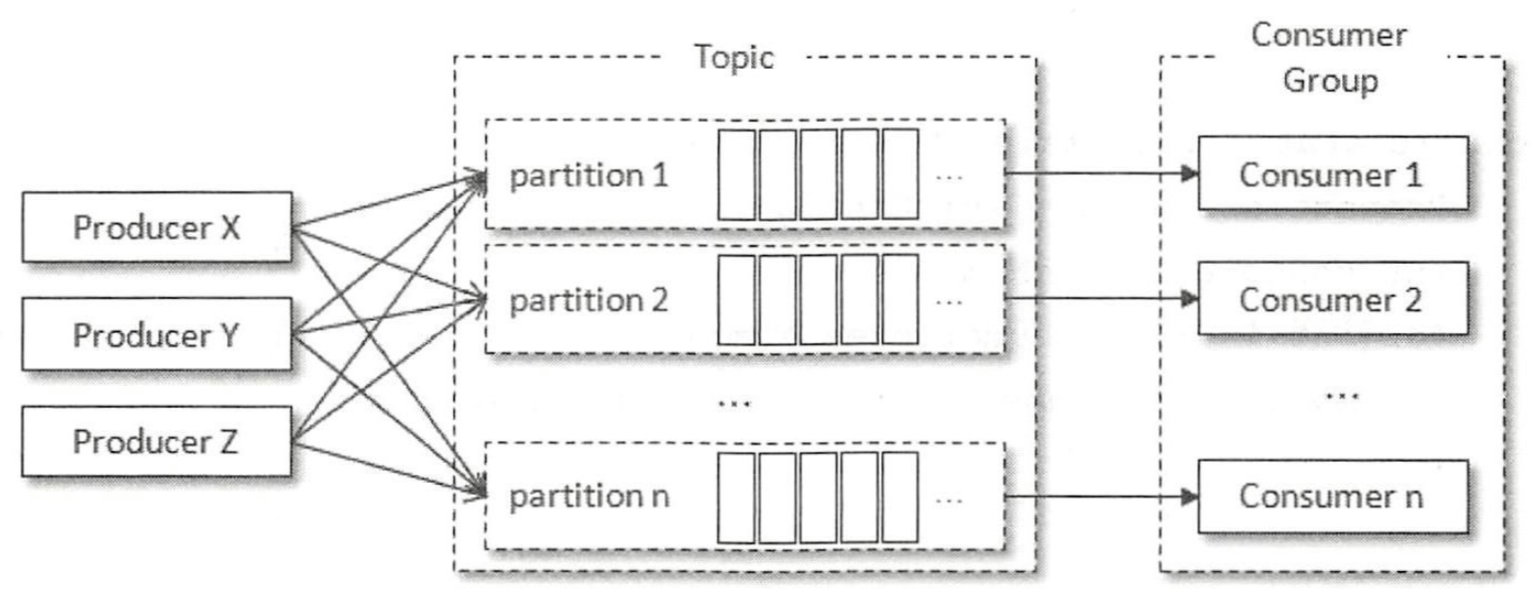 Topic
Consumer
Group
partition 1
...
Consumer 1
Producer X
partition 2
...
Consumer 2
Producer Y
...
...
Producer Z
partition n
...
Consumer n